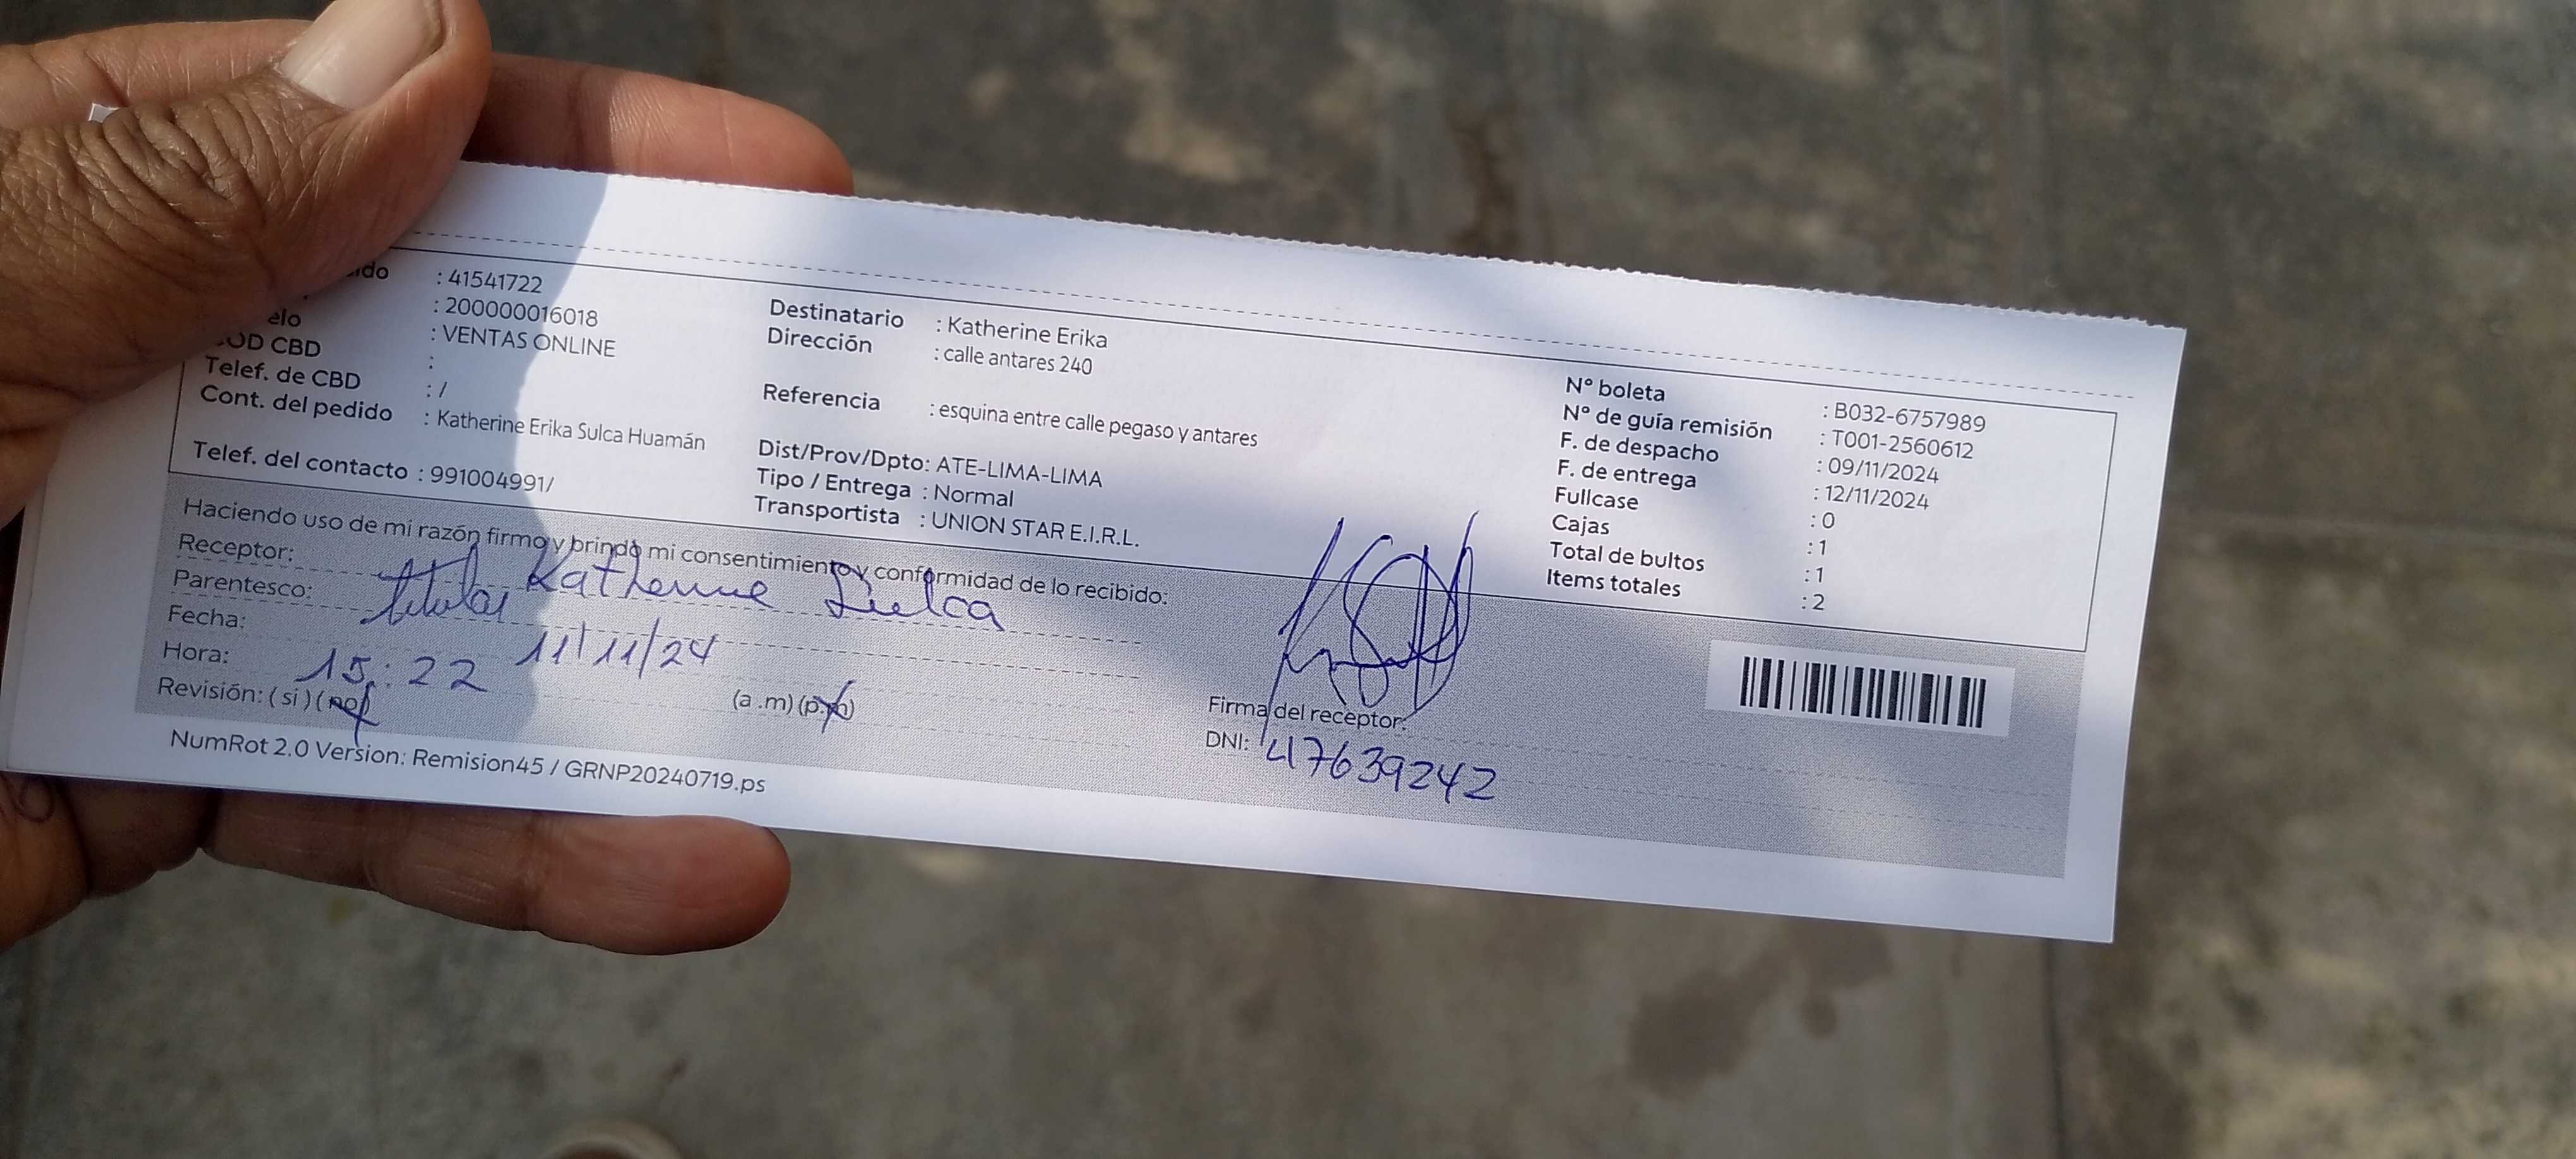 ido : 41541722
elo : 200000016018
OD CBD : VENTAS ONLINE
Telef. de CBD :
: /
Cont. del pedido : Katherine Erika Sulca Huamán
Telef. del contacto : 991004991/
Destinatario : Katherine Erika
Dirección : calle antares 240
Referencia : esquina entre calle pegaso y antares
Dist/Prov/Dpto: ATE-LIMA-LIMA
Tipo / Entrega : Normal
Transportista : UNION STAR E.I.R.L.
N° boleta : B032-6757989
N° de guía remisión : T001-2560612
F. de despacho : 09/11/2024
F. de entrega : 12/11/2024
Fullcase : 0
Cajas : 1
Total de bultos : 1
Items totales : 2
Haciendo uso de mi razón firmo y brindo mi consentimiento y conformidad de lo recibido:
Receptor: Katherine Sulca
Parentesco: titular
Fecha: 11/11/24
Hora: 15:22 (a .m) (p.m)
Revisión: ( si ) ( no )
Firma del receptor:
DNI: 47639242
NumRot 2.0 Version: Remision45 / GRNP20240719.ps